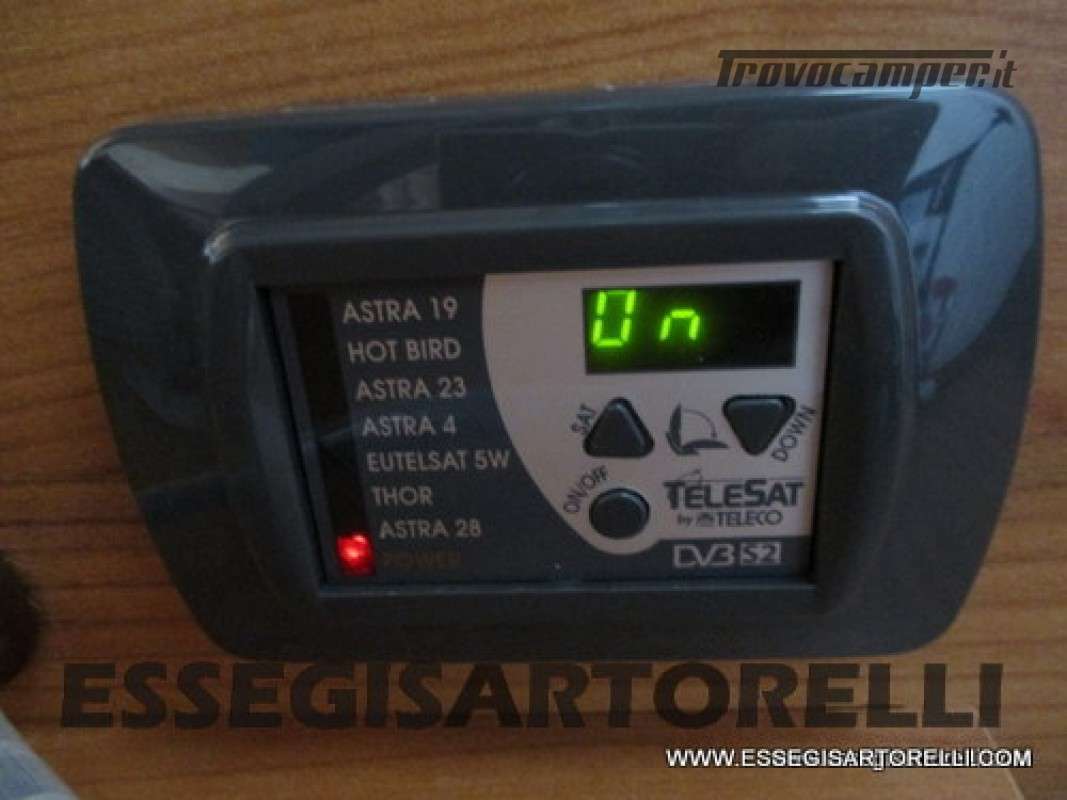 Trovocamper.it
ASTRA 19
HOT BIRD
ASTRA 23
ASTRA 4
EUTELSAT 5W
THOR
ASTRA 28
POWER
On
SAT
DOWN
ON/OFF
TELESAT
by TELECO
DVB S2
ESSEGISARTORELLI
WWW.ESSEGISARTORELLI.COM